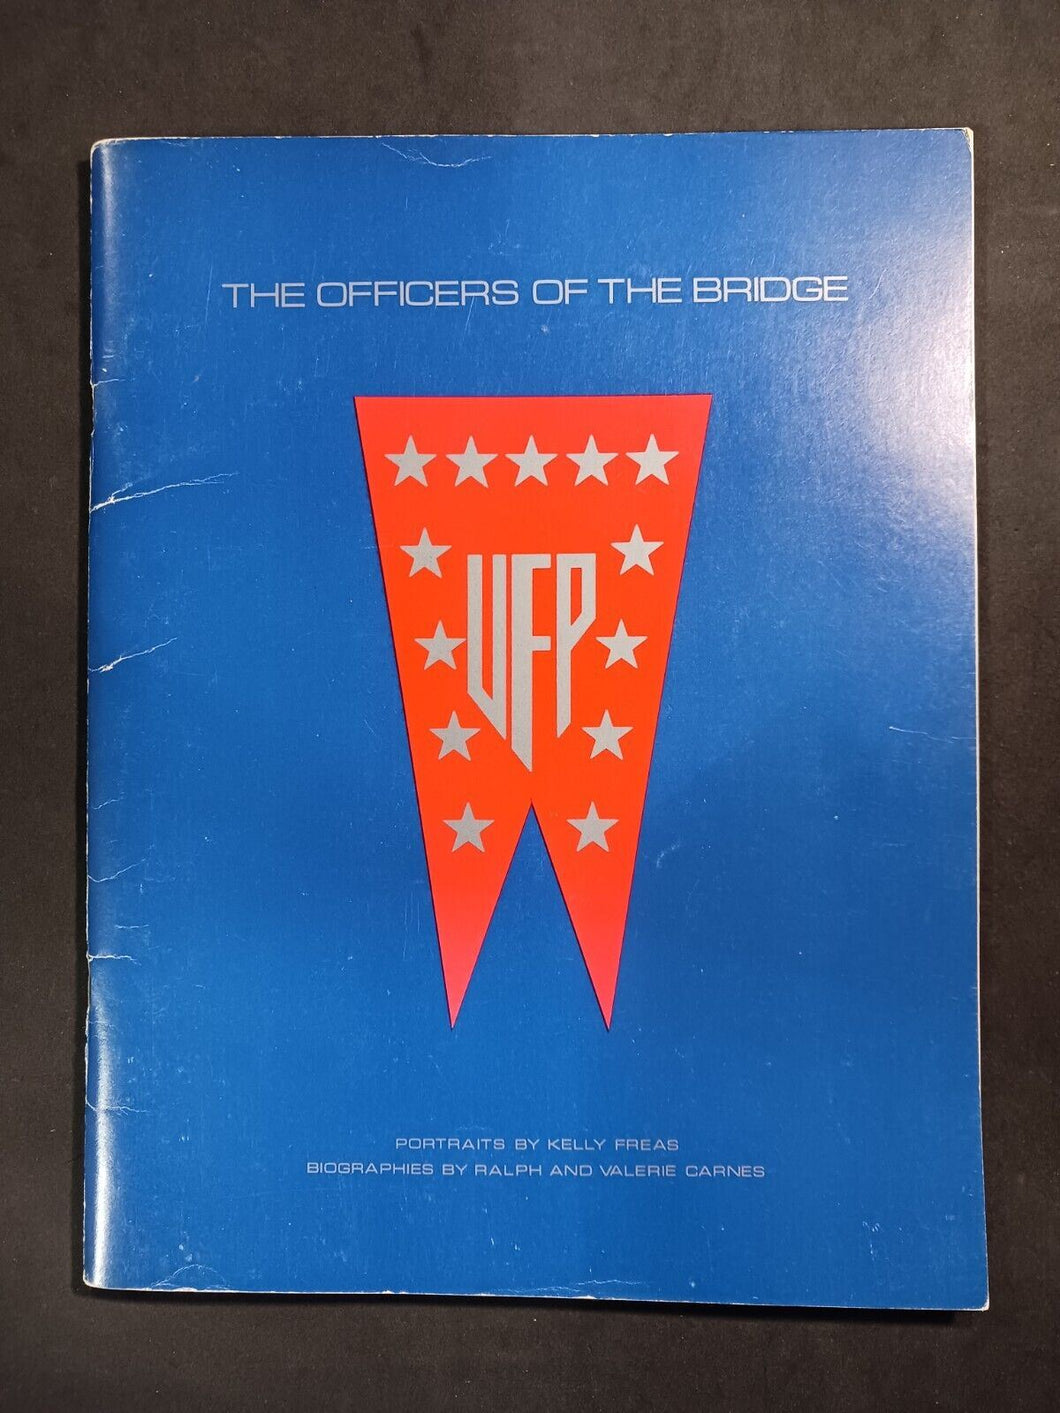 THE OFFICERS OF THE BRIDGE
UFP
PORTRAITS BY KELLY FREAS
BIOGRAPHIES BY RALPH AND VALERIE CARNES